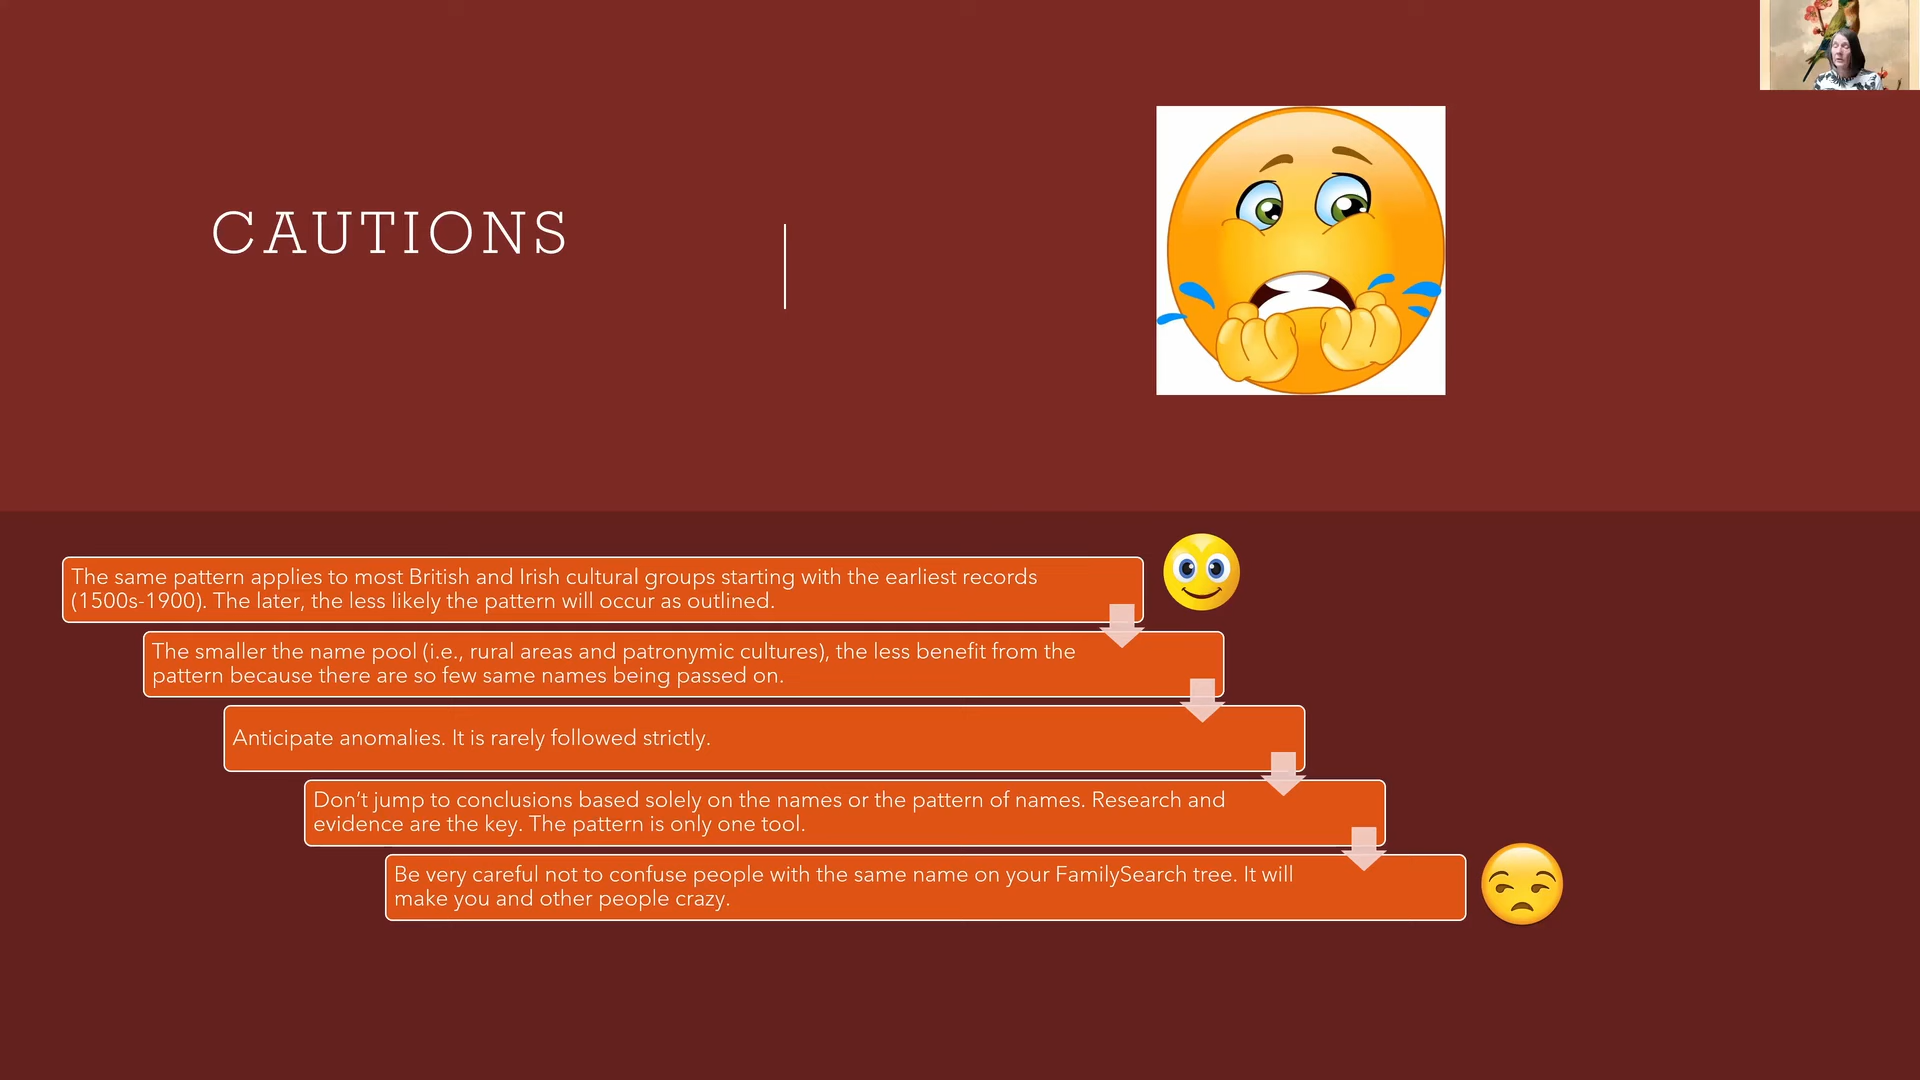 CAUTIONS
The same pattern applies to most British and Irish cultural groups starting with the earliest records
(1500s-1900). The later, the less likely the pattern will occur as outlined.
The smaller the name pool (i.e., rural areas and patronymic cultures), the less benefit from the
pattern because there are so few same names being passed on.
Anticipate anomalies. It is rarely followed strictly.
Don’t jump to conclusions based solely on the names or the pattern of names. Research and
evidence are the key. The pattern is only one tool.
Be very careful not to confuse people with the same name on your FamilySearch tree. It will
make you and other people crazy.